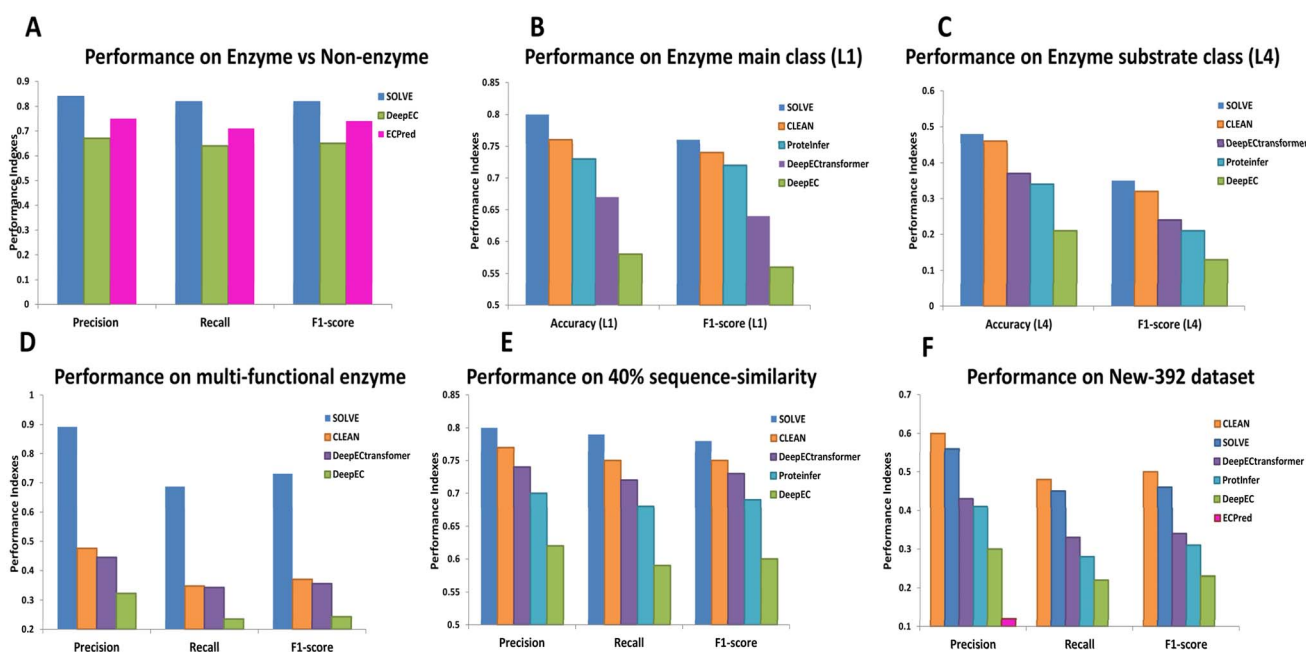 A
Performance on Enzyme vs Non-enzyme
Performance Indexes
0.9
0.8
0.7
0.6
0.5
0.4
0.3
0.2
0.1
0
Precision
Recall
F1-score
SOLVE
DeepEC
ECPred
B
Performance on Enzyme main class (L1)
Performance Indexes
0.85
0.8
0.75
0.7
0.65
0.6
0.55
0.5
Accuracy (L1)
F1-score (L1)
SOLVE
CLEAN
ProteInfer
DeepECtransformer
DeepEC
C
Performance on Enzyme substrate class (L4)
Performance Indexes
0.6
0.5
0.4
0.3
0.2
0.1
0
Accuracy (L4)
F1-score (L4)
SOLVE
CLEAN
DeepECtransformer
Proteinfer
DeepEC
D
Performance on multi-functional enzyme
Performance Indexes
1
0.9
0.8
0.7
0.6
0.5
0.4
0.3
0.2
Precision
Recall
F1-score
SOLVE
CLEAN
DeepECtransfomer
DeepEC
E
Performance on 40% sequence-similarity
Performance Indexes
0.85
0.8
0.75
0.7
0.65
0.6
0.55
0.5
Precision
Recall
F1-score
SOLVE
CLEAN
DeepECtransformer
Proteinfer
DeepEC
F
Performance on New-392 dataset
Performance Indexes
0.7
0.6
0.5
0.4
0.3
0.2
0.1
Precision
Recall
F1-score
CLEAN
SOLVE
DeepECtransformer
ProtInfer
DeepEC
ECPred